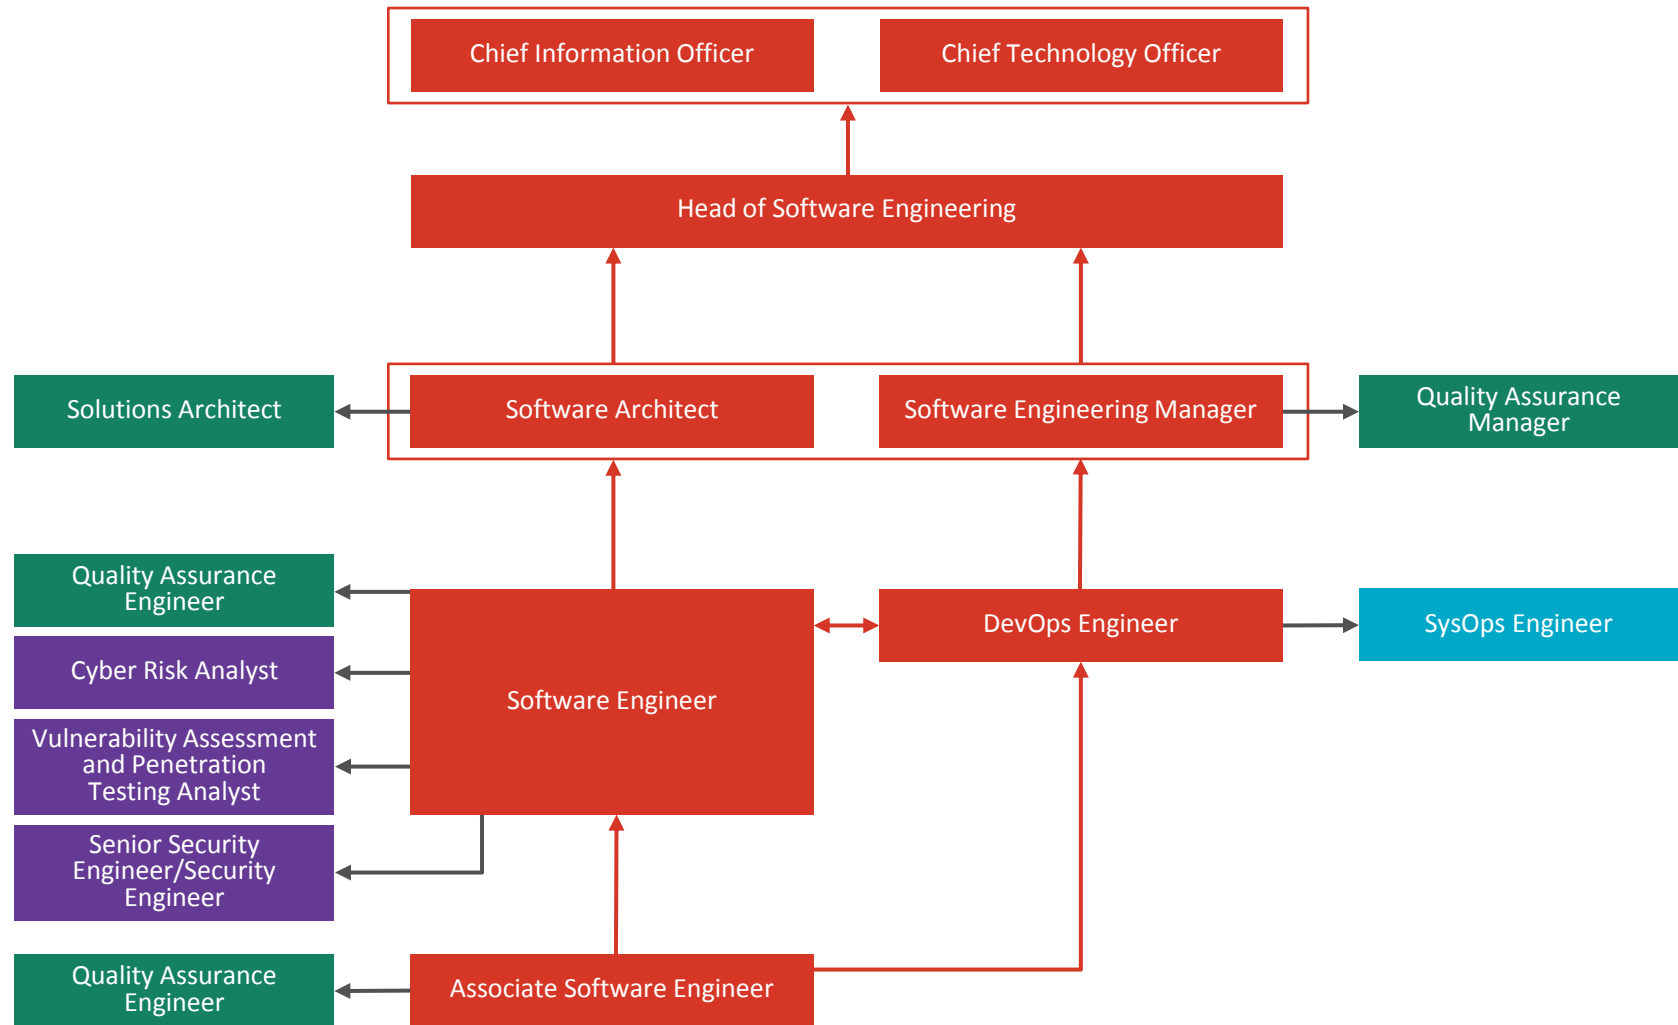 Chief Information Officer
Chief Technology Officer
Head of Software Engineering
Solutions Architect
Software Architect
Software Engineering Manager
Quality Assurance
Manager
Quality Assurance
Engineer
DevOps Engineer
SysOps Engineer
Cyber Risk Analyst
Software Engineer
Vulnerability Assessment
and Penetration
Testing Analyst
Senior Security
Engineer/Security
Engineer
Quality Assurance
Engineer
Associate Software Engineer